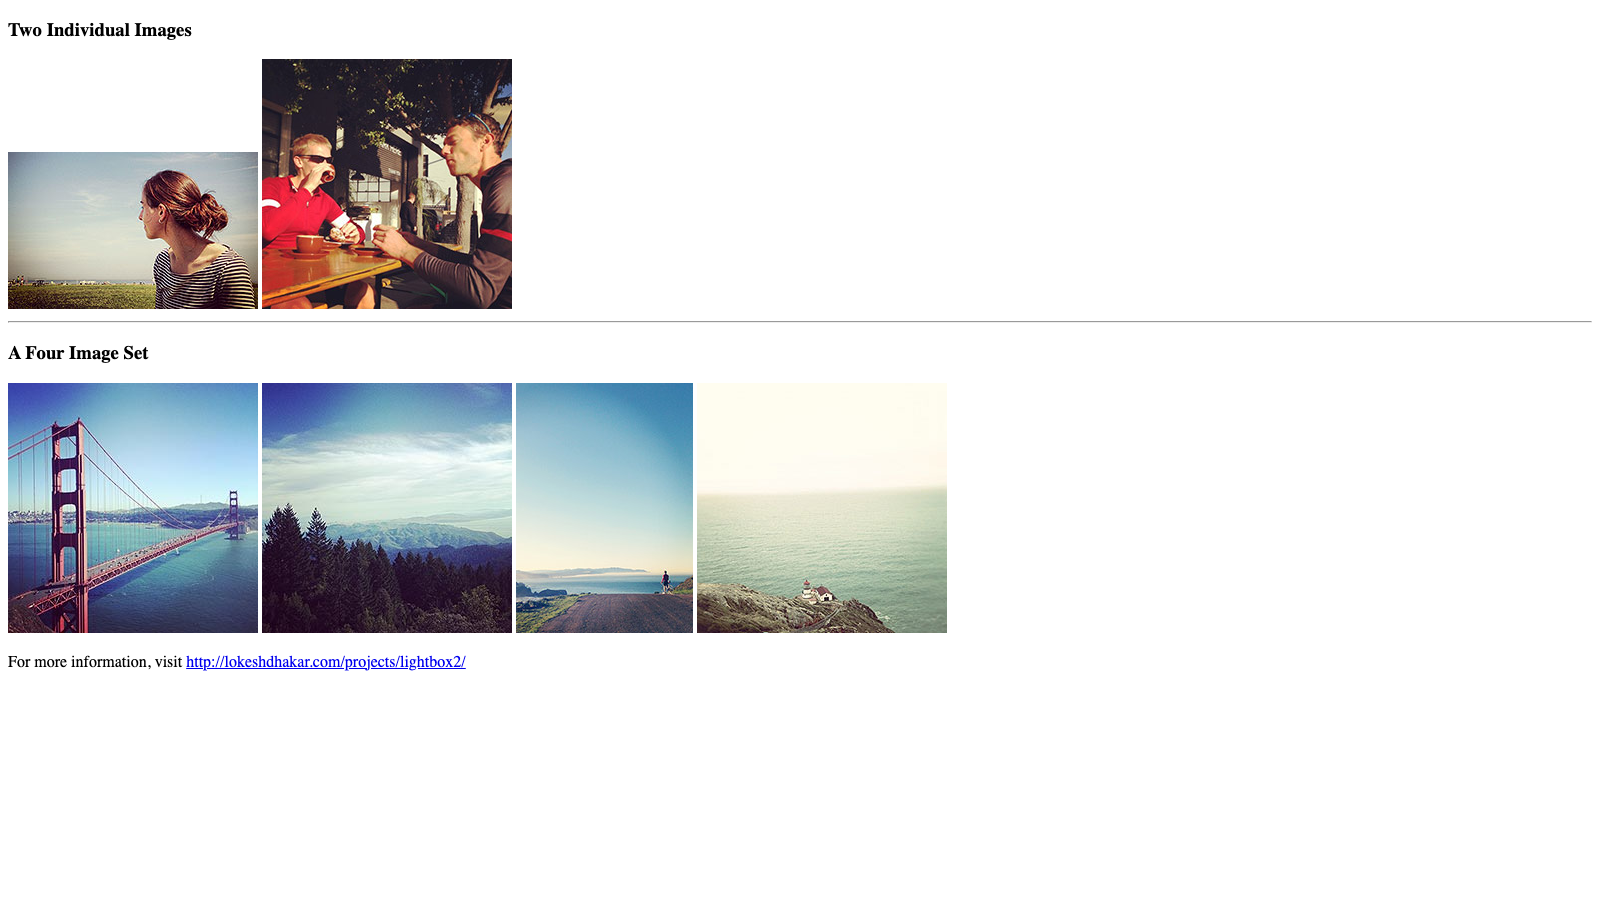 Two Individual Images
A Four Image Set
For more information, visit http://lokeshdhakar.com/projects/lightbox2/